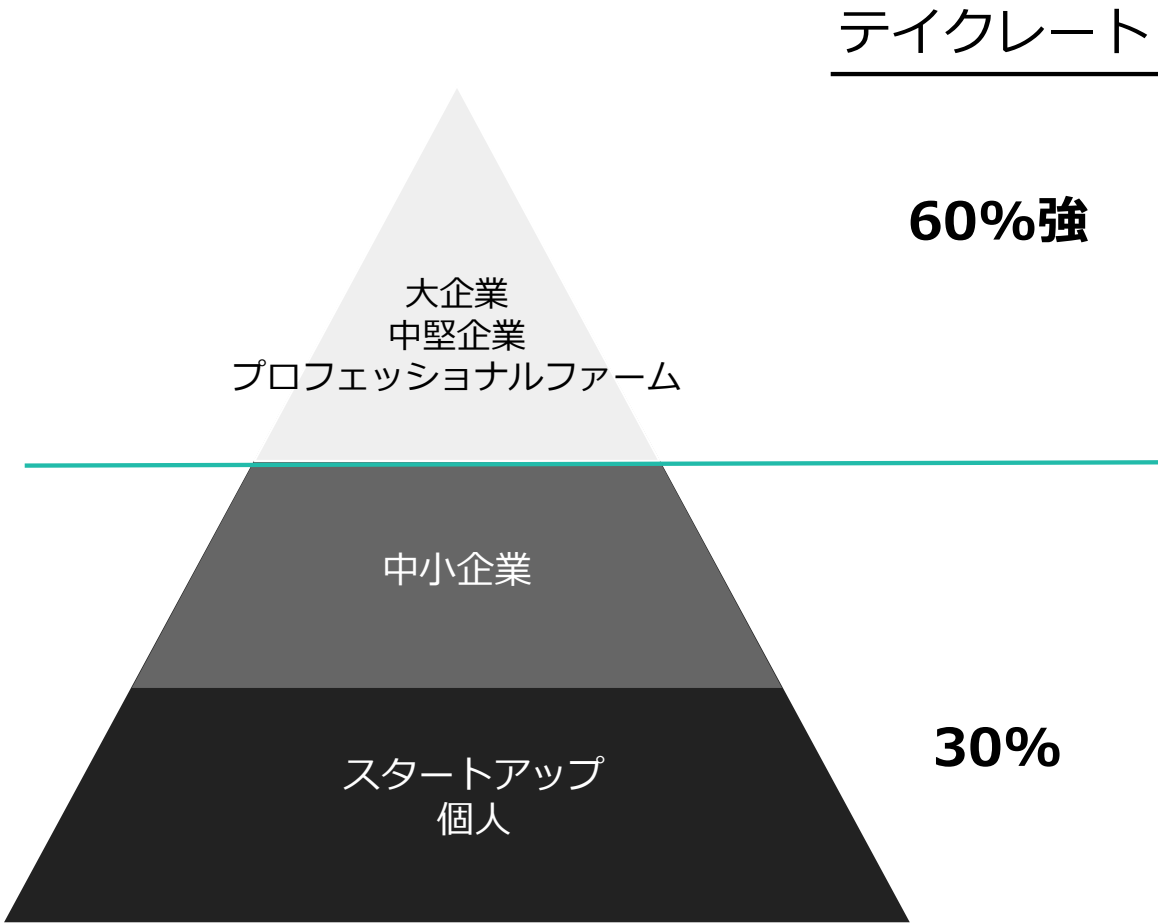 テイクレート
60%強
大企業
中堅企業
プロフェッショナルファーム
中小企業
30%
スタートアップ
個人